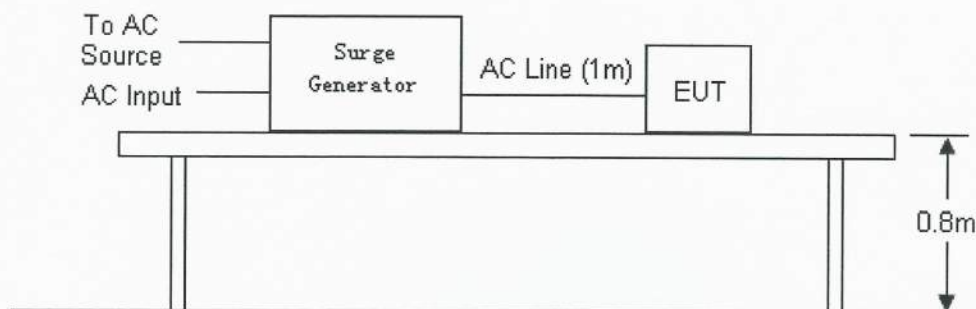 To AC
Source
AC Input
Surge
Generator
AC Line (1m)
EUT
0.8m